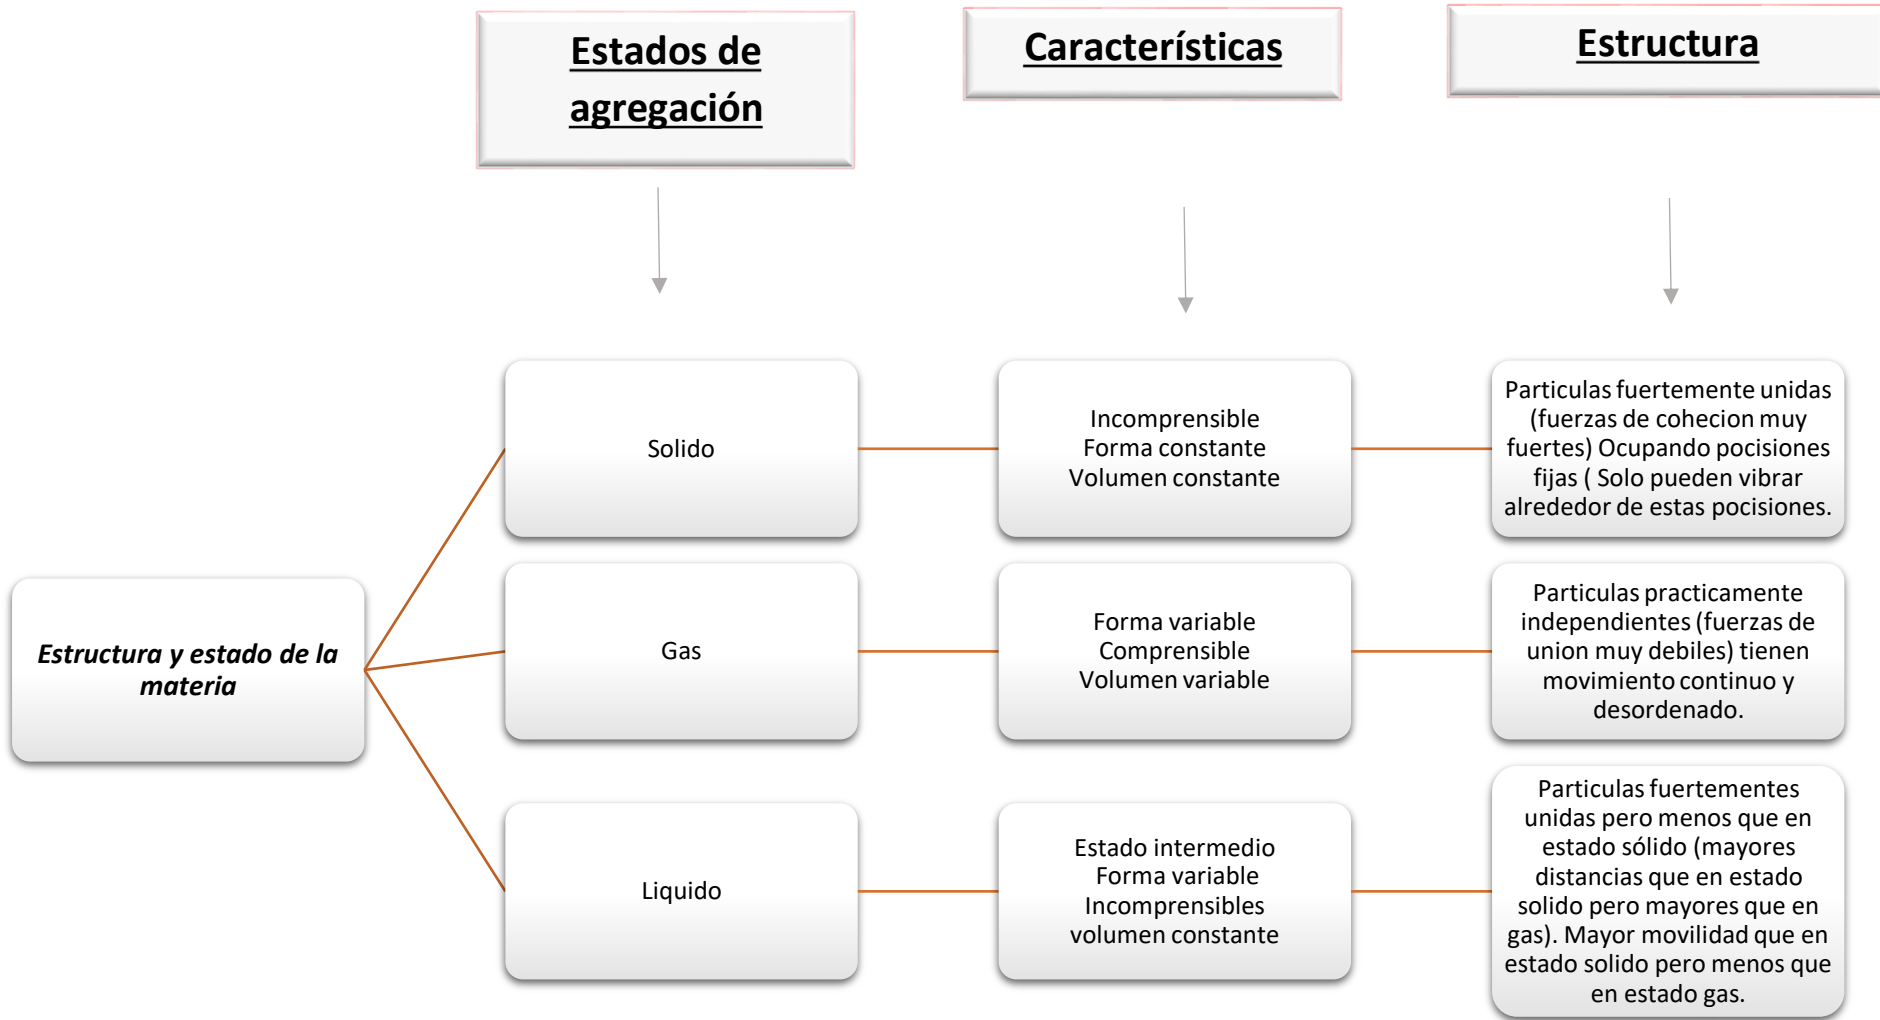 Estados de
agregación
Características
Estructura
Estructura y estado de la
materia
Solido
Incomprensible
Forma constante
Volumen constante
Particulas fuertemente unidas
(fuerzas de cohecion muy
fuertes) Ocupando pocisiones
fijas ( Solo pueden vibrar
alrededor de estas pocisiones.
Gas
Forma variable
Comprensible
Volumen variable
Particulas practicamente
independientes (fuerzas de
union muy debiles) tienen
movimiento continuo y
desordenado.
Liquido
Estado intermedio
Forma variable
Incomprensibles
volumen constante
Particulas fuertementes
unidas pero menos que en
estado sólido (mayores
distancias que en estado
solido pero mayores que en
gas). Mayor movilidad que en
estado solido pero menos que
en estado gas.